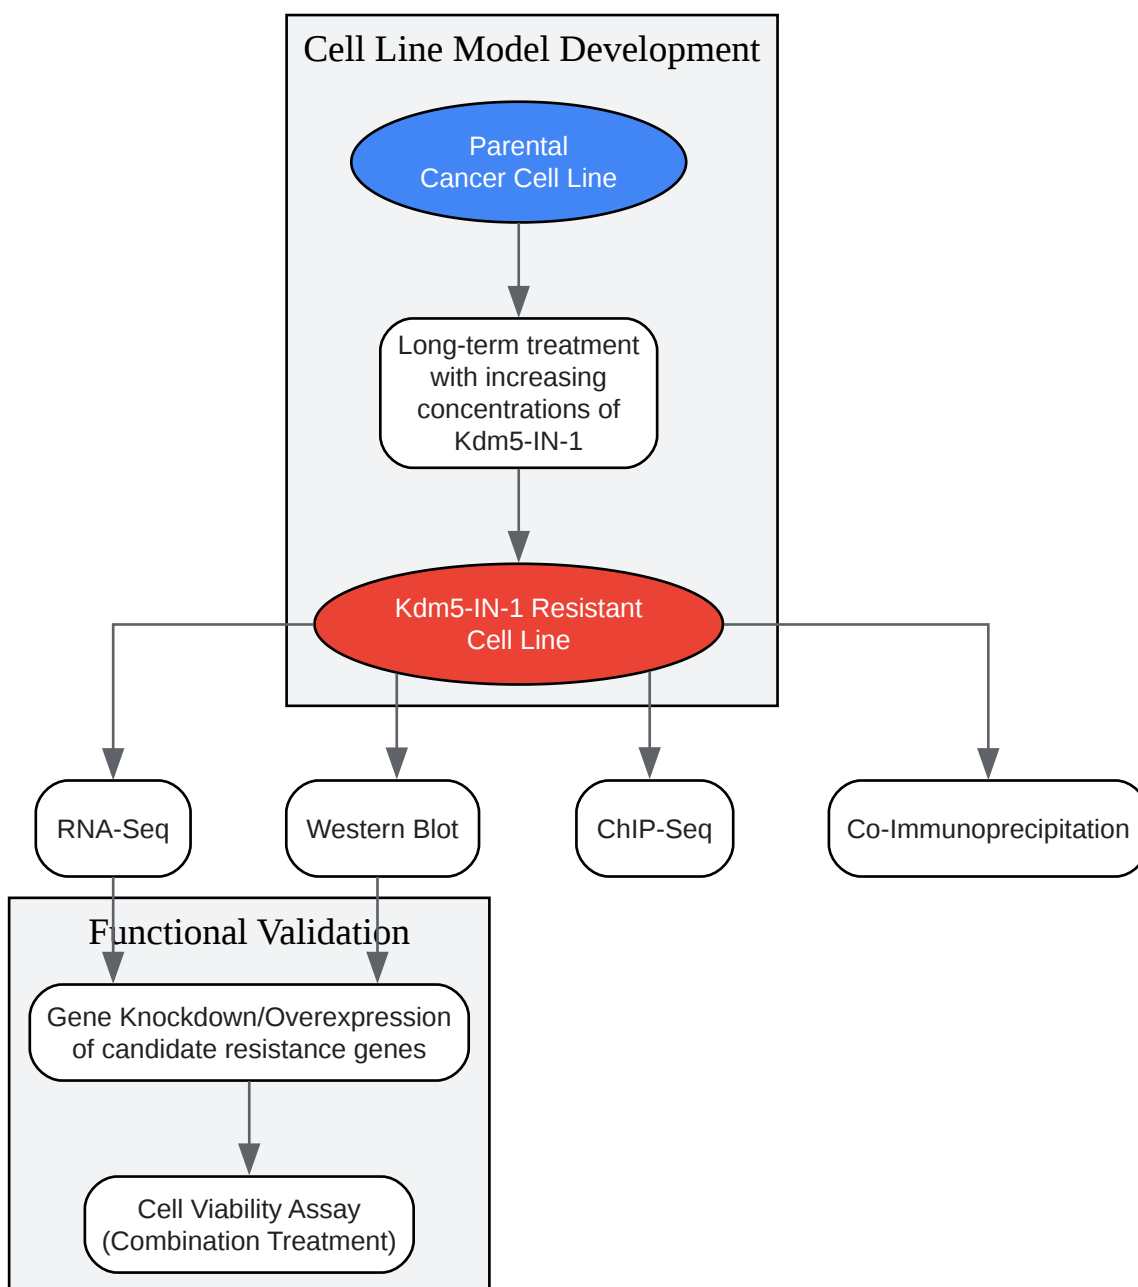 Cell Line Model Development
Parental
Cancer Cell Line
Long-term treatment
with increasing
concentrations of
Kdm5-IN-1
Kdm5-IN-1 Resistant
Cell Line
RNA-Seq
Western Blot
ChIP-Seq
Co-Immunoprecipitation
Functional Validation
Gene Knockdown/Overexpression
of candidate resistance genes
Cell Viability Assay
(Combination Treatment)